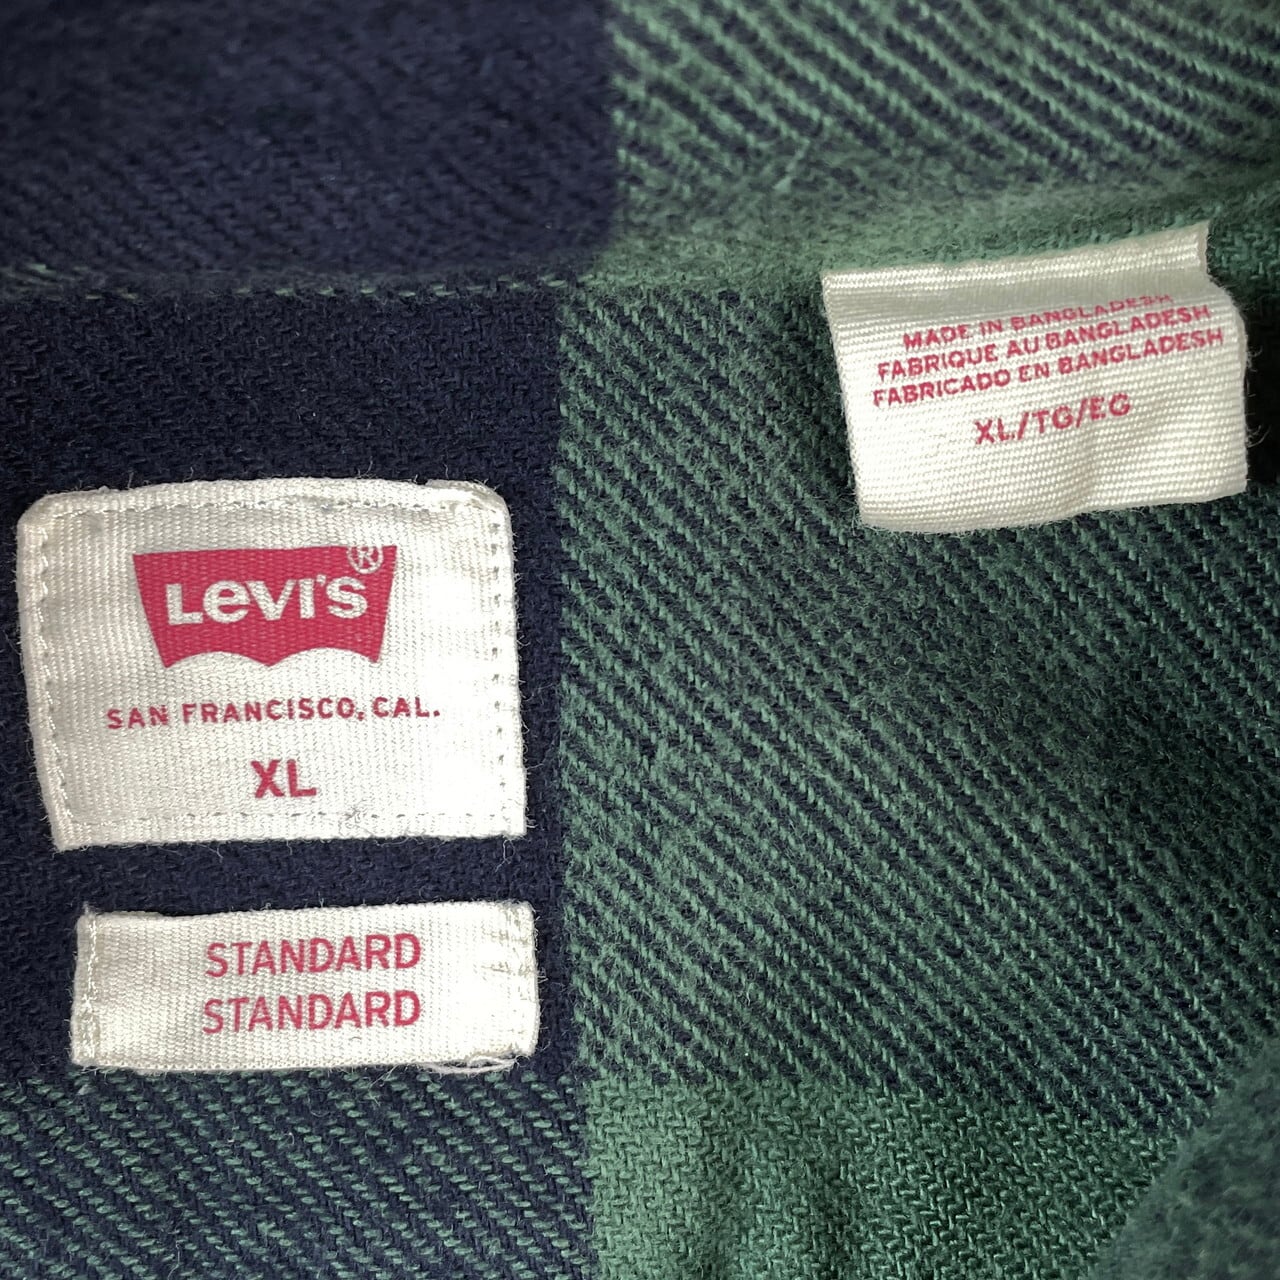 LEVI'S®
SAN FRANCISCO, CAL.
XL
STANDARD
STANDARD
MADE IN BANGLADESH
FABRIQUE AU BANGLADESH
FABRICADO EN BANGLADESH
XL/TG/EG